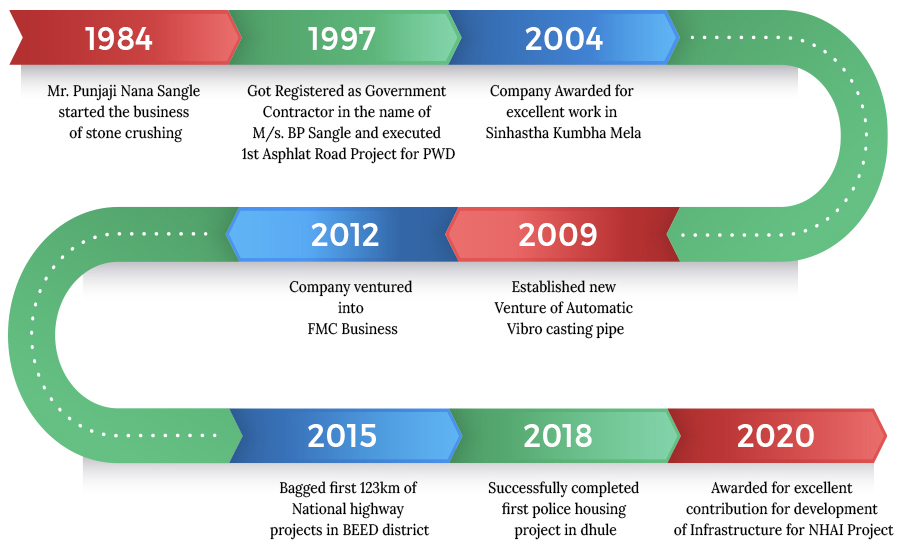 1984
Mr. Punjaji Nana Sangle
started the business
of stone crushing
1997
Got Registered as Government
Contractor in the name of
M/s. BP Sangle and executed
1st Asphlat Road Project for PWD
2004
Company Awarded for
excellent work in
Sinhastha Kumbha Mela
2009
Established new
Venture of Automatic
Vibro casting pipe
2012
Company ventured
into
FMC Business
2015
Bagged first 123km of
National highway
projects in BEED district
2018
Successfully completed
first police housing
project in dhule
2020
Awarded for excellent
contribution for development
of Infrastructure for NHAI Project